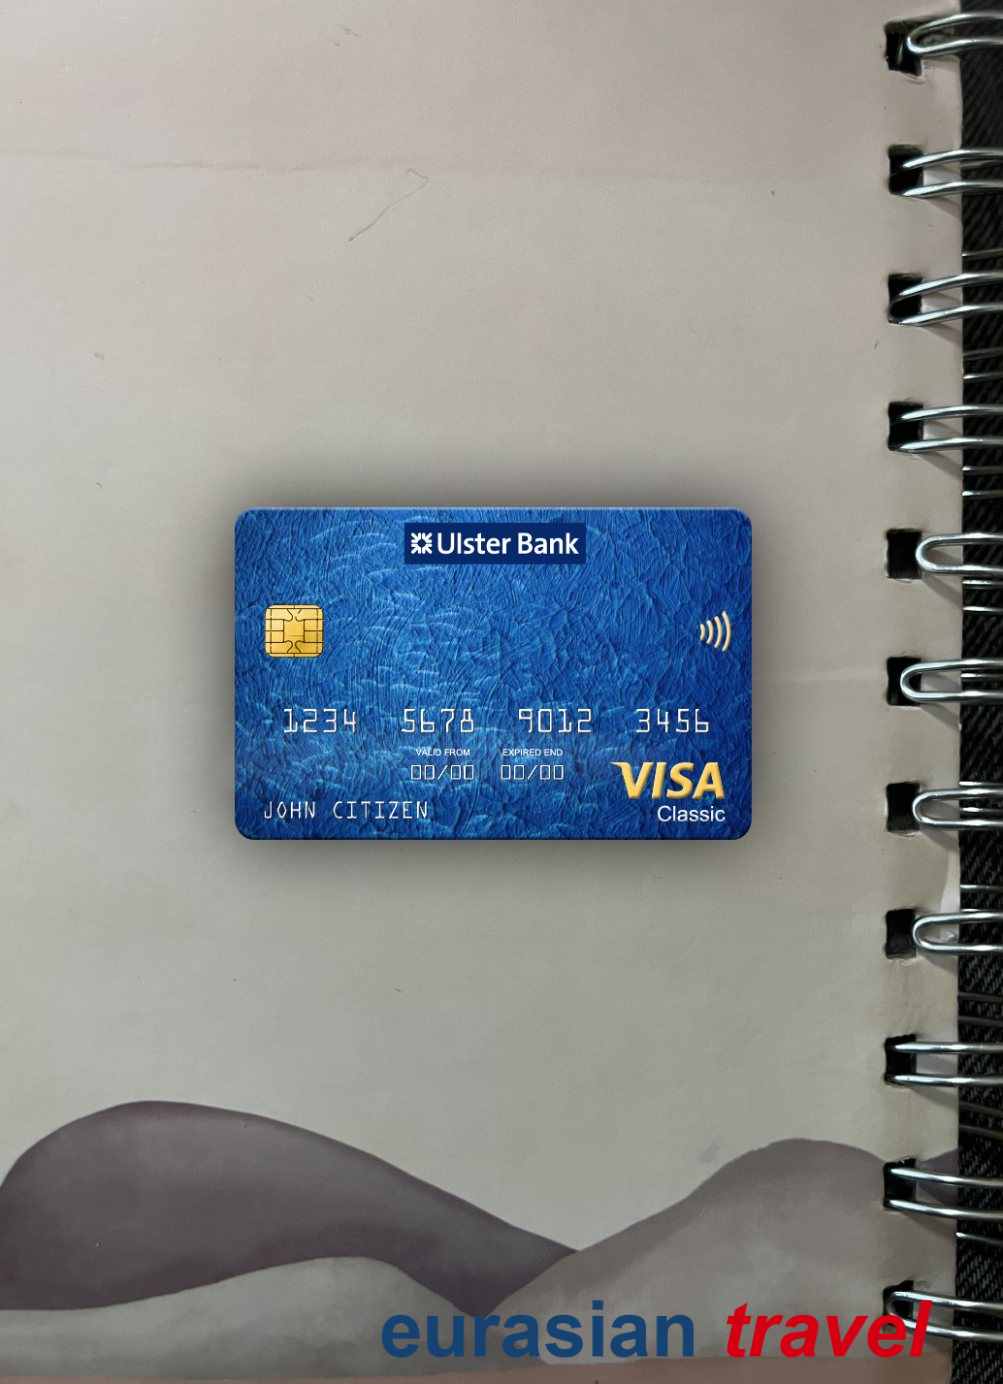 Ulster Bank
1234 5678 9012 3456
VALID FROM EXPIRED END
00/00 00/00
VISA
JOHN CITIZEN
Classic
eurasian travel